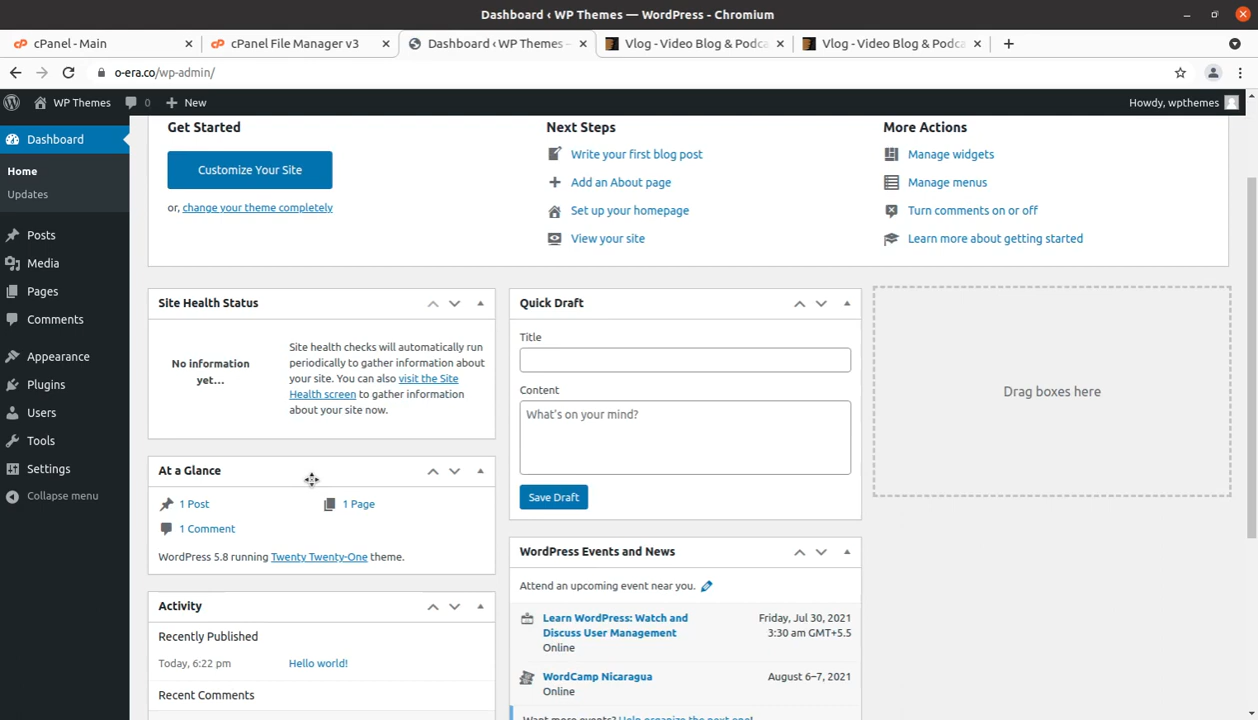 Dashboard ‹ WP Themes — WordPress - Chromium
cPanel - Main
cPanel File Manager v3
Dashboard ‹ WP Themes -
Vlog - Video Blog & Podca
Vlog - Video Blog & Podca
o-era.co/wp-admin/
WP Themes
0
New
Howdy, wpthemes
Dashboard
Home
Updates
Posts
Media
Pages
Comments
Appearance
Plugins
Users
Tools
Settings
Collapse menu
Get Started
Customize Your Site
or, change your theme completely
Next Steps
Write your first blog post
Add an About page
Set up your homepage
View your site
More Actions
Manage widgets
Manage menus
Turn comments on or off
Learn more about getting started
Site Health Status
No information
yet...
Site health checks will automatically run
periodically to gather information about
your site. You can also visit the Site
Health screen to gather information
about your site now.
At a Glance
1 Post
1 Page
1 Comment
WordPress 5.8 running Twenty Twenty-One theme.
Activity
Recently Published
Today, 6:22 pm
Hello world!
Recent Comments
Quick Draft
Title
Content
What's on your mind?
Save Draft
WordPress Events and News
Attend an upcoming event near you.
Learn WordPress: Watch and
Discuss User Management
Online
Friday, Jul 30, 2021
3:30 am GMT+5.5
WordCamp Nicaragua
Online
August 6–7, 2021
Want more events? Help organize the next one!
Drag boxes here